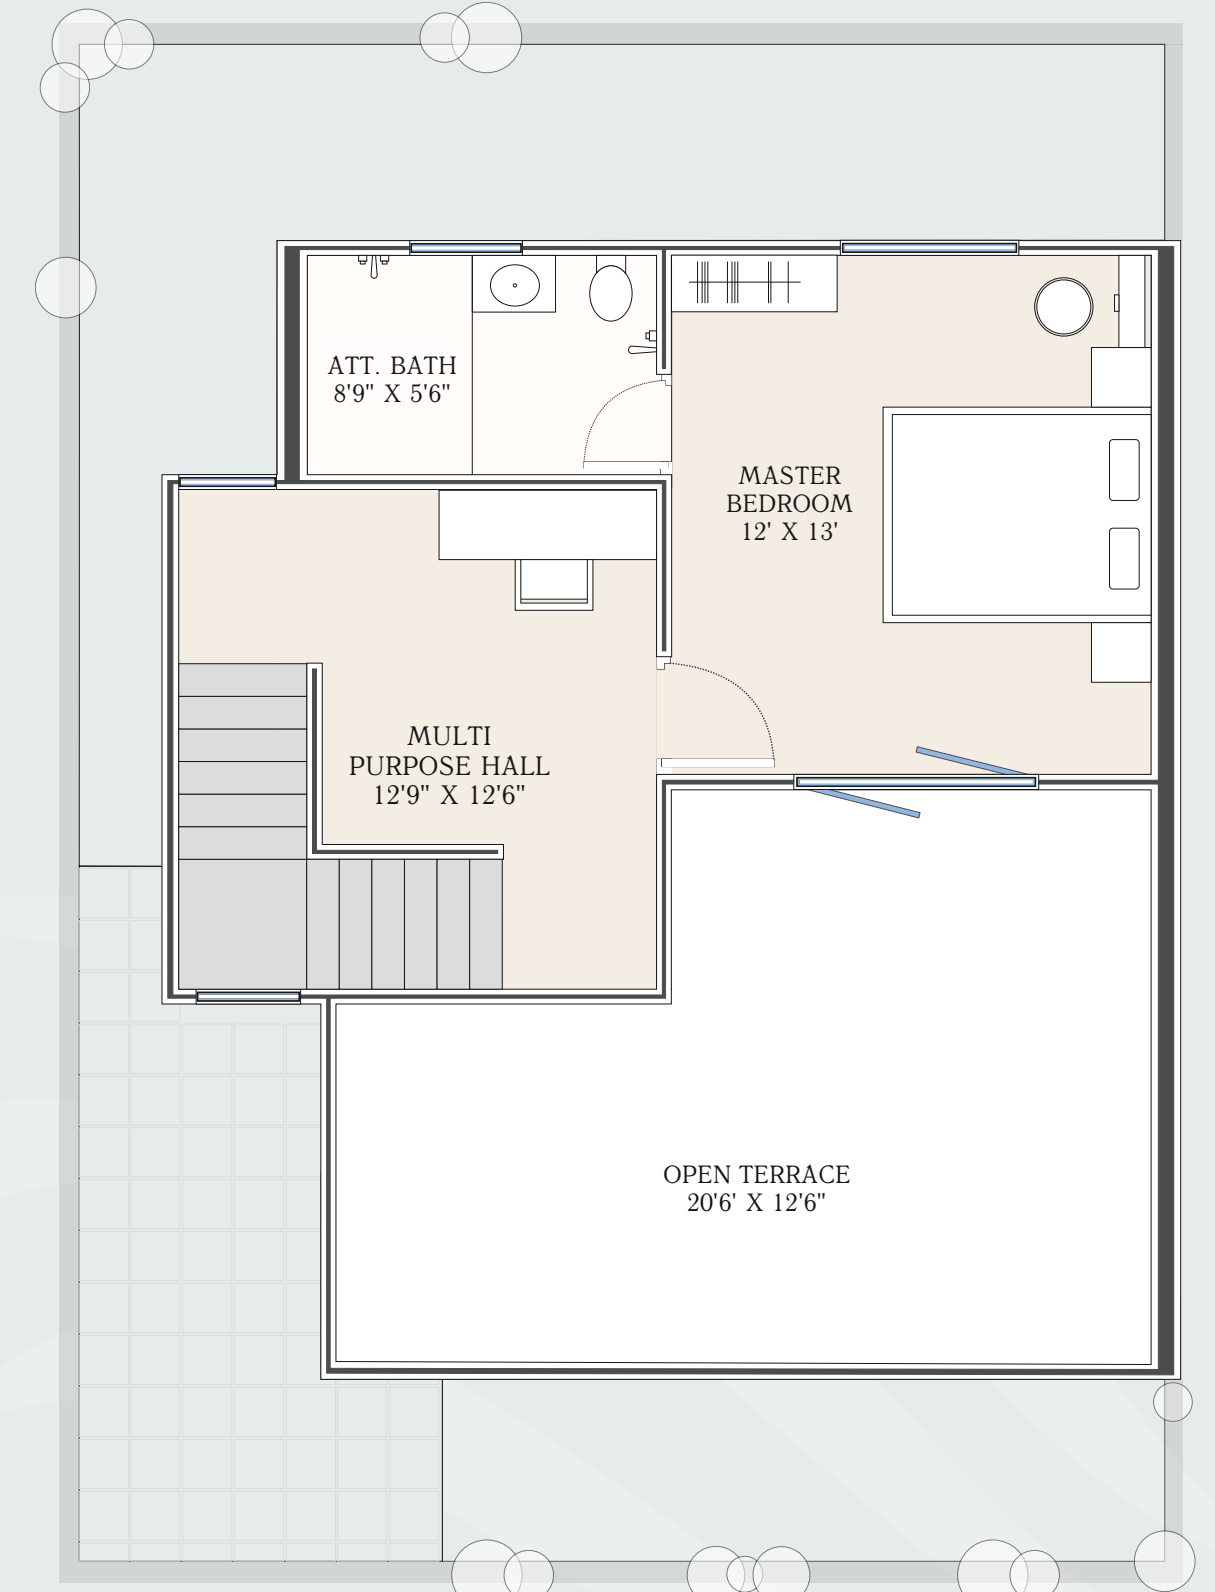 ATT. BATH
8'9" X 5'6"
MASTER
BEDROOM
12' X 13'
MULTI
PURPOSE HALL
12'9" X 12'6"
OPEN TERRACE
20'6' X 12'6"